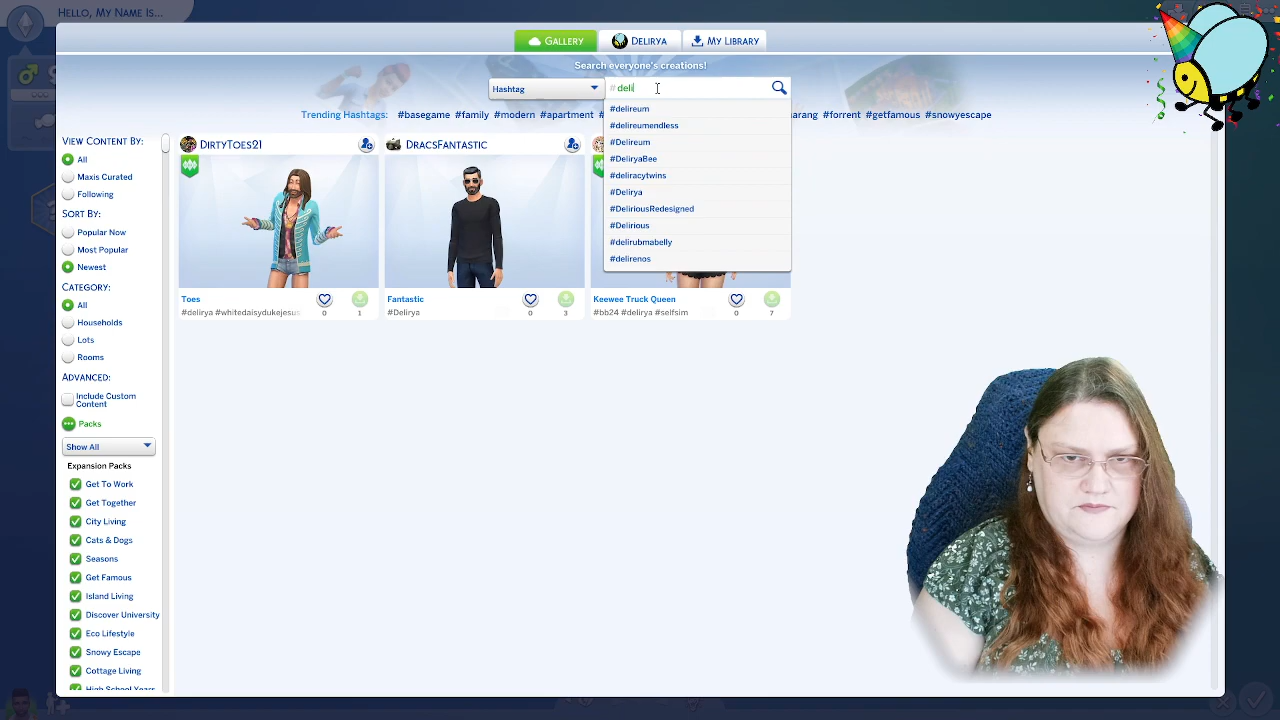 HELLO, MY NAME IS...
GALLERY
DELIRYA
MY LIBRARY
Search everyone's creations!
Hashtag
# deli
Trending Hashtags: #basegame #family #modern #apartment #forrent #getfamous #snowyescape
#delireum
#delireumendless
#Delireum
#DeliryaBee
#deliracytwins
#Delirya
#DeliriousRedesigned
#Delirious
#delirubmabelly
#delirenos
VIEW CONTENT BY:
All
Maxis Curated
Following
SORT BY:
Popular Now
Most Popular
Newest
CATEGORY:
All
Households
Lots
Rooms
ADVANCED:
Include Custom
Content
Packs
Show All
Expansion Packs
Get To Work
Get Together
City Living
Cats & Dogs
Seasons
Get Famous
Island Living
Discover University
Eco Lifestyle
Snowy Escape
Cottage Living
High School Years
DIRTYTOES21
Toes
0
1
#delirya #whitedaisydukejesus
DRACSFANTASTIC
Fantastic
0
3
#Delirya
Keewee Truck Queen
0
7
#bb24 #delirya #selfsim